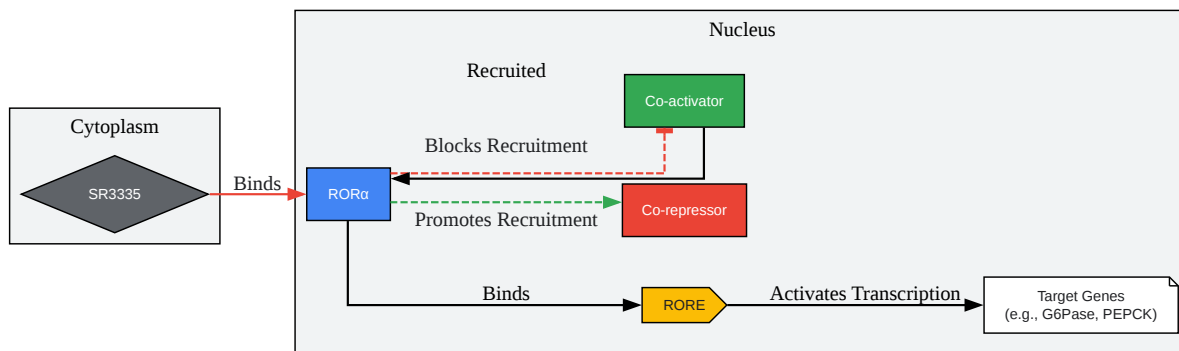 Nucleus
Recruited
Co-activator
Cytoplasm
Blocks Recruitment
SR3335
Binds
RORα
Co-repressor
Promotes Recruitment
Binds
RORE
Activates Transcription
Target Genes
(e.g., G6Pase, PEPCK)